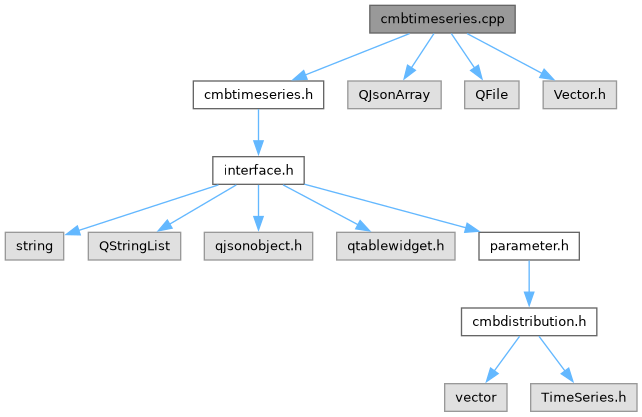 cmbtimeseries.cpp
cmbtimeseries.h
QJsonArray
QFile
Vector.h
interface.h
string
QStringList
qjsonobject.h
qtablewidget.h
parameter.h
cmbdistribution.h
vector
TimeSeries.h